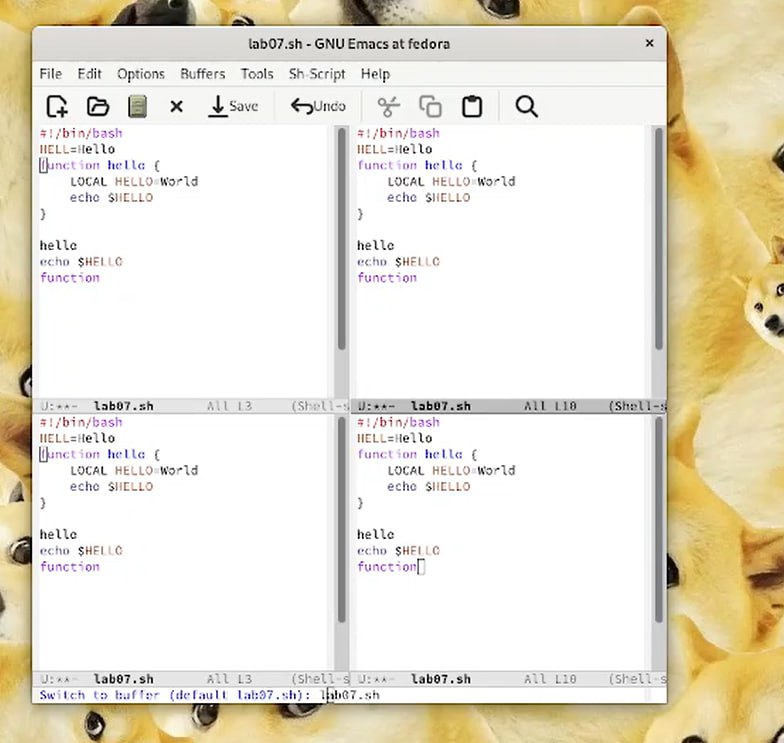 lab07.sh - GNU Emacs at fedora
×
File Edit Options Buffers Tools Sh-Script Help
Save Undo
#!/bin/bash
HELL=Hello
function hello {
    LOCAL HELLO=World
    echo $HELLO
}
hello
echo $HELLO
function
U:**-  lab07.sh  All L3  (Shell-s
#!/bin/bash
HELL=Hello
function hello {
    LOCAL HELLO=World
    echo $HELLO
}
hello
echo $HELLO
function
U:**-  lab07.sh  All L10  (Shell-s
#!/bin/bash
HELL=Hello
function hello {
    LOCAL HELLO=World
    echo $HELLO
}
hello
echo $HELLO
function
U:**-  lab07.sh  All L3  (Shell-s
#!/bin/bash
HELL=Hello
function hello {
    LOCAL HELLO=World
    echo $HELLO
}
hello
echo $HELLO
function
U:**-  lab07.sh  All L10  (Shell-s
Switch to buffer (default lab07.sh): lab07.sh